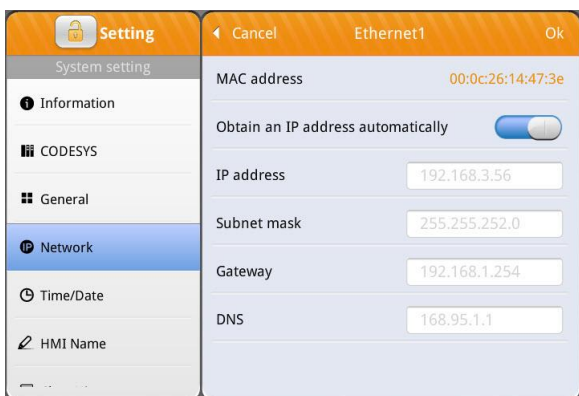 Setting
System setting
Information
CODESYS
General
Network
Time/Date
HMI Name
Cancel Ethernet1 Ok
MAC address 00:0c:26:14:47:3e
Obtain an IP address automatically
IP address 192.168.3.56
Subnet mask 255.255.252.0
Gateway 192.168.1.254
DNS 168.95.1.1